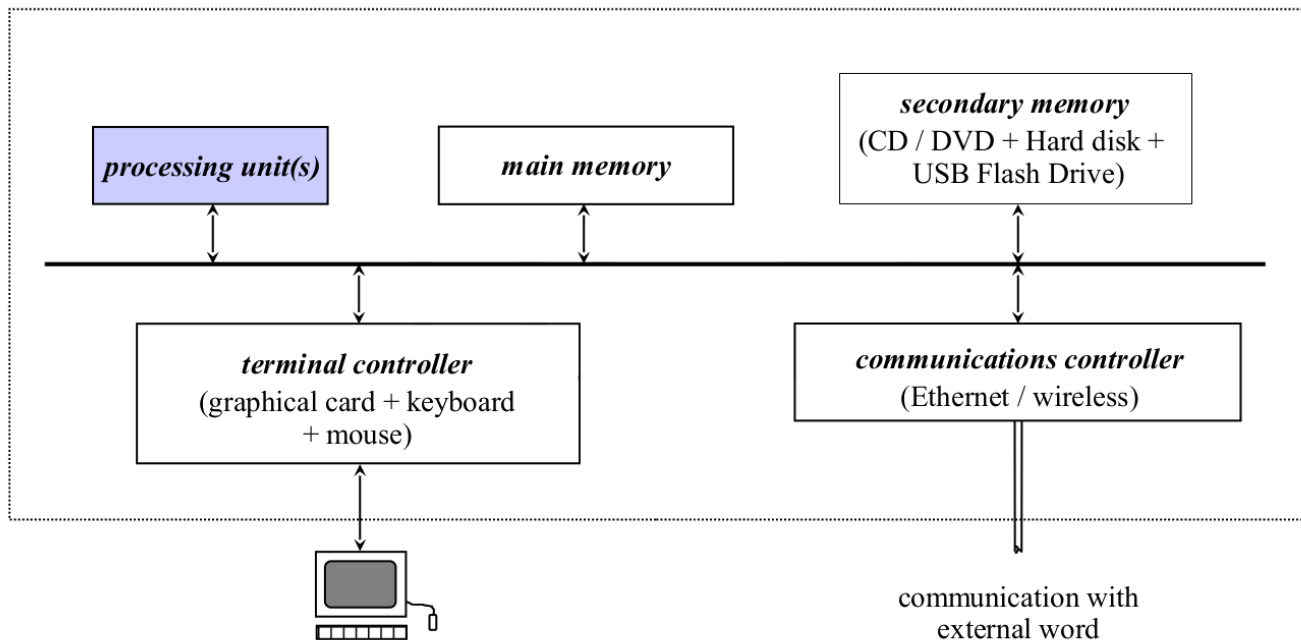 processing unit(s)
main memory
secondary memory
(CD / DVD + Hard disk +
USB Flash Drive)
terminal controller
(graphical card + keyboard
+ mouse)
communications controller
(Ethernet / wireless)
communication with
external word